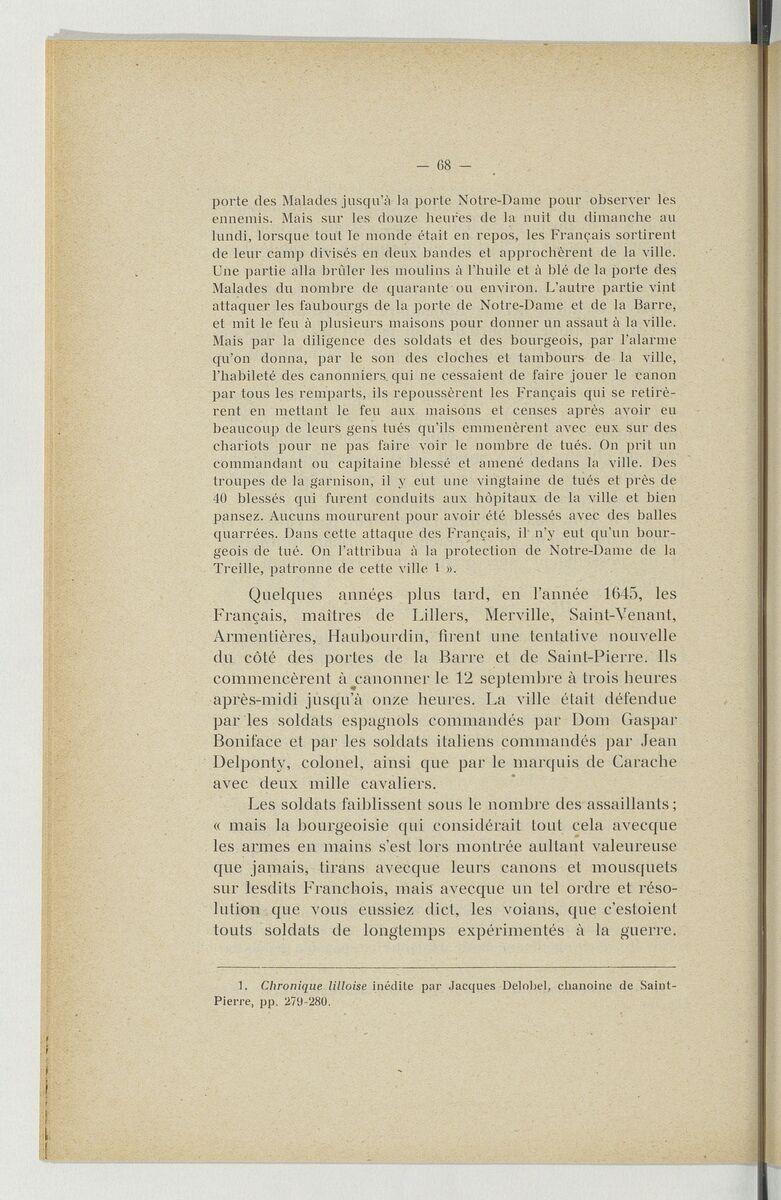 — 68 —
porte des Malades jusqu'à la porte Notre-Dame pour observer les
ennemis. Mais sur les douze heures de la nuit du dimanche au
lundi, lorsque tout le monde était en repos, les Français sortirent
de leur camp divisés en deux bandes et approchèrent de la ville.
Une partie alla brûler les moulins à l'huile et à blé de la porte des
Malades du nombre de quarante ou environ. L'autre partie vint
attaquer les faubourgs de la porte de Notre-Dame et de la Barre,
et mit le feu à plusieurs maisons pour donner un assaut à la ville.
Mais par la diligence des soldats et des bourgeois, par l'alarme
qu'on donna, par le son des cloches et tambours de la ville,
l'habileté des canonniers qui ne cessaient de faire jouer le canon
par tous les remparts, ils repoussèrent les Français qui se retirè-
rent en mettant le feu aux maisons et censes après avoir eu
beaucoup de leurs gens tués qu'ils emmenèrent avec eux sur des
chariots pour ne pas faire voir le nombre de tués. On prit un
commandant ou capitaine blessé et amené dedans la ville. Des
troupes de la garnison, il y eut une vingtaine de tués et près de
40 blessés qui furent conduits aux hôpitaux de la ville et bien
pansez. Aucuns moururent pour avoir été blessés avec des balles
quarrées. Dans cette attaque des Français, il n'y eut qu'un bour-
geois de tué. On l'attribua à la protection de Notre-Dame de la
Treille, patronne de cette ville 1 ».
Quelques années plus tard, en l'année 1645, les
Français, maîtres de Lillers, Merville, Saint-Venant,
Armentières, Haubourdin, firent une tentative nouvelle
du côté des portes de la Barre et de Saint-Pierre. Ils
commencèrent à canonner le 12 septembre à trois heures
après-midi jusqu'à onze heures. La ville était défendue
par les soldats espagnols commandés par Dom Gaspar
Boniface et par les soldats italiens commandés par Jean
Delponty, colonel, ainsi que par le marquis de Carache
avec deux mille cavaliers.
Les soldats faiblissent sous le nombre des assaillants ;
« mais la bourgeoisie qui considérait tout cela avecque
les armes en mains s'est lors montrée aultant valeureuse
que jamais, tirans avecque leurs canons et mousquets
sur lesdits Franchois, mais avecque un tel ordre et réso-
lution que vous eussiez dict, les voians, que c'estoient
touts soldats de longtemps expérimentés à la guerre.
1. Chronique lilloise inédite par Jacques Delobel, chanoine de Saint-
Pierre, pp. 279-280.